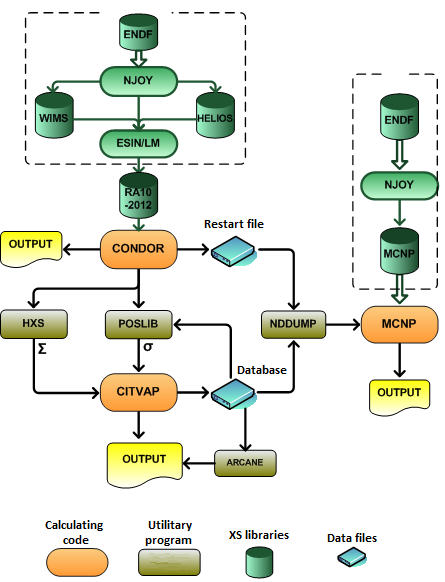 ENDF
NJOY
WIMS
HELIOS
ESIN/LM
RA10
-2012
ENDF
NJOY
MCNP
OUTPUT
CONDOR
Restart file
HXS
POSLIB
NDDUMP
MCNP
Σ
σ
CITVAP
Database
OUTPUT
OUTPUT
ARCANE
Calculating
code
Utilitary
program
XS libraries
Data files